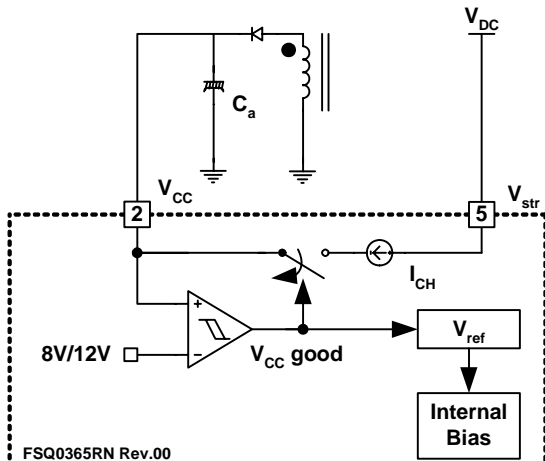 V_DC
C_a
V_CC
2
5
V_str
I_CH
+
8V/12V
−
V_CC good
V_ref
Internal
Bias
FSQ0365RN Rev.00